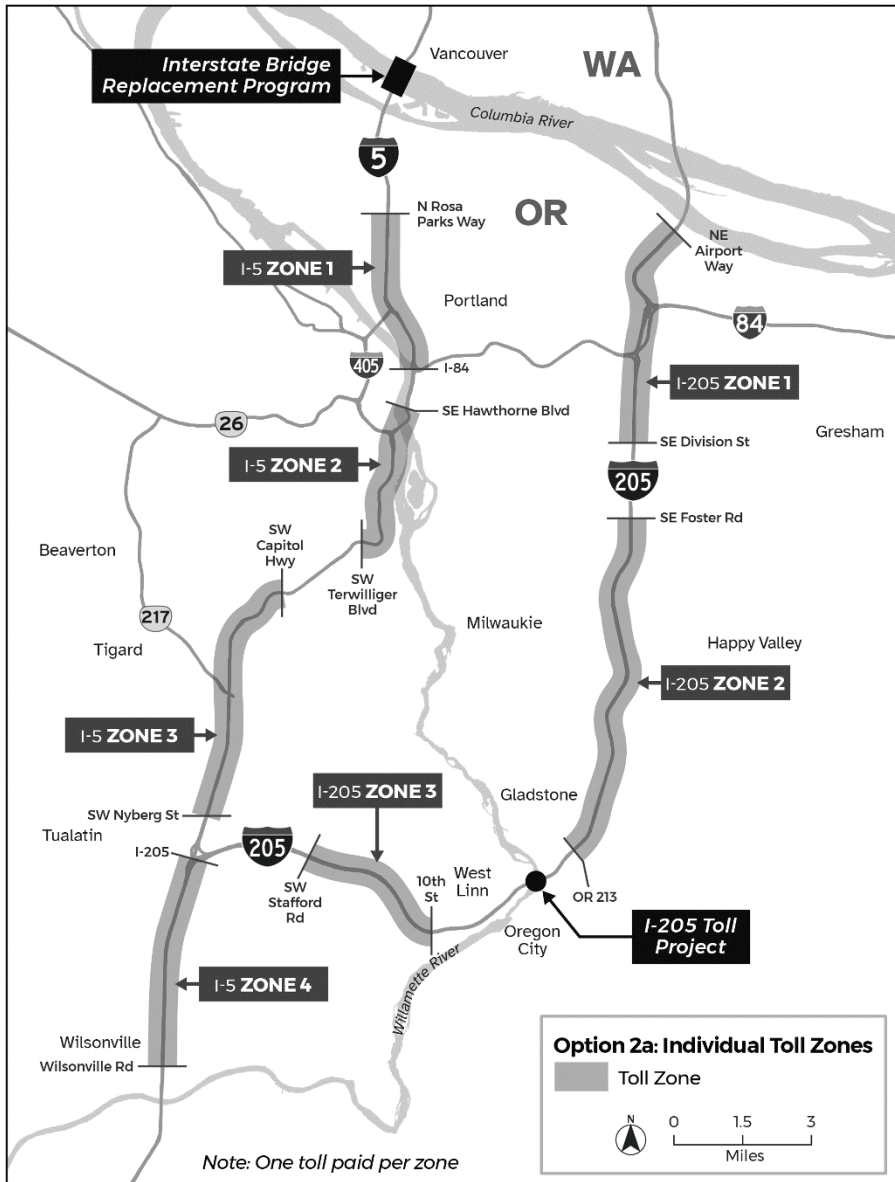 Vancouver
WA
Interstate Bridge
Replacement Program
Columbia River
5
N Rosa
Parks Way
OR
NE
Airport
Way
I-5 ZONE 1
Portland
84
405
I-84
I-205 ZONE 1
SE Hawthorne Blvd
26
Gresham
SE Division St
I-5 ZONE 2
205
SE Foster Rd
SW
Capitol
Hwy
Beaverton
SW
Terwilliger
Blvd
217
Milwaukie
Tigard
Happy Valley
I-205 ZONE 2
I-5 ZONE 3
I-205 ZONE 3
Gladstone
SW Nyberg St
Tualatin
I-205
205
SW
Stafford
Rd
10th
St
West
Linn
OR 213
Oregon
City
I-205 Toll
Project
Willamette River
I-5 ZONE 4
Wilsonville
Wilsonville Rd
Option 2a: Individual Toll Zones
Toll Zone
N
0 1.5 3
Miles
Note: One toll paid per zone